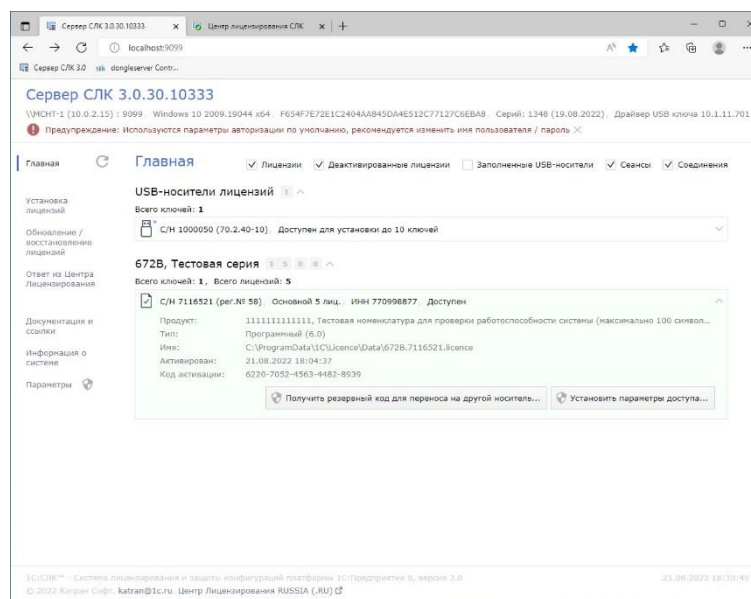 Сервер СЛК 3.0.30.10333
Центр лицензирования СЛК
localhost:9099
Сервер СЛК 3.0
dongleserver Contr...
Сервер СЛК 3.0.30.10333
\\MCHT-1 (10.0.2.15) : 9099, Windows 10 2009.19044 x64, F654F7E72E1C2404AA845DA4E512C77127C6EBA8, Серий: 1348 (19.08.2022) Драйвер USB ключа 10.1.11.701
Предупреждение: Используются параметры авторизации по умолчанию, рекомендуется изменить имя пользователя / пароль
Главная
Главная
Лицензии
Деактивированные лицензии
Заполненные USB-носители
Сеансы
Соединения
Установка
лицензий
Обновление /
восстановление
лицензий
Ответ из Центра
Лицензирования
Документация и
ссылки
Информация о
системе
Параметры
USB-носители лицензий 1
Всего ключей: 1
С/Н 1000050 (70.2.40-10), Доступен для установки до 10 ключей
672B, Тестовая серия 1 5 0 0
Всего ключей: 1, Всего лицензий: 5
С/Н 7116521 (рег.№ 58), Основной 5 лиц., ИНН 770998877, Доступен
Продукт: 1111111111111, Тестовая номенклатура для проверки работоспособности системы (максимально 100 символ...
Тип: Программный (6.0)
Имя: C:\ProgramData\1C\Licence\Data\672B.7116521.licence
Активирован: 21.08.2022 18:04:37
Код активации: 6220-7052-4563-4482-8939
Получить резервный код для переноса на другой носитель...
Установить параметры доступа...
1С:СЛК™ - Система лицензирования и защиты конфигураций платформы 1С:Предприятие 8, версия 3.0
21.08.2022 18:30:40
© 2022 Катран Софт, katran@1c.ru, Центр Лицензирования RUSSIA (.RU)